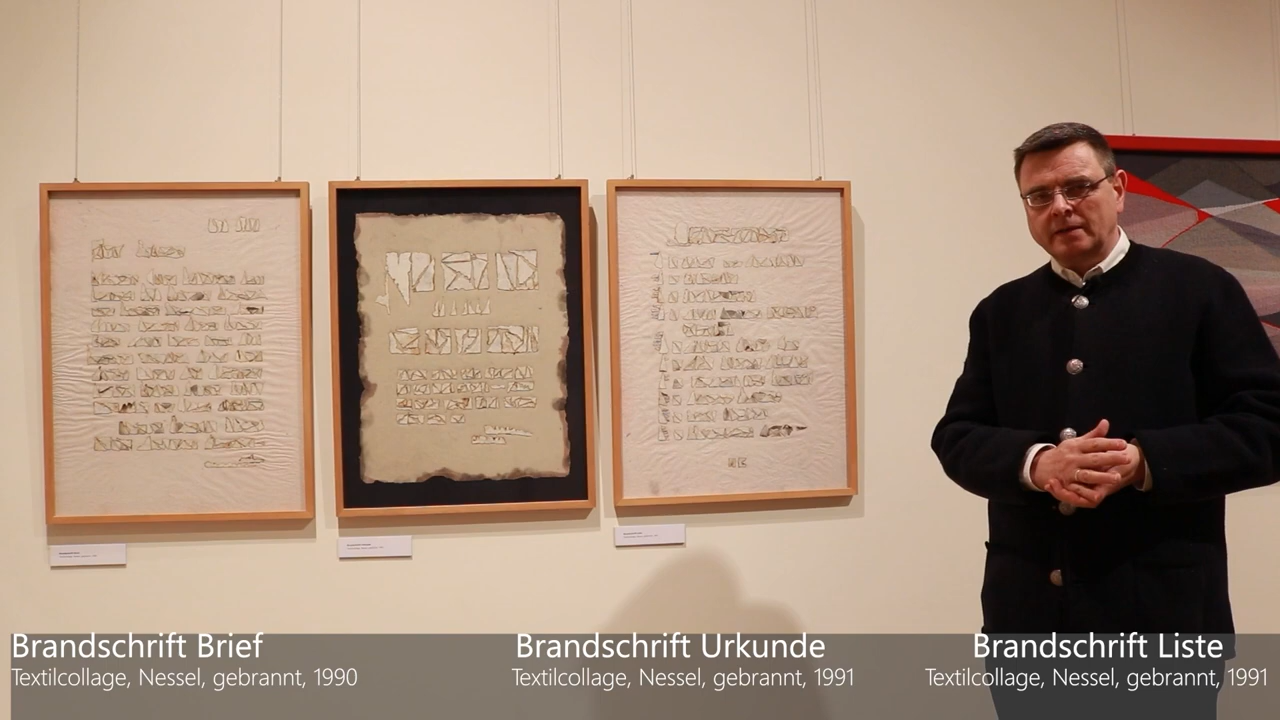 Brandschrift Brief
Textilcollage, Nessel, gebrannt, 1990
Brandschrift Urkunde
Textilcollage, Nessel, gebrannt, 1991
Brandschrift Liste
Textilcollage, Nessel, gebrannt, 1991